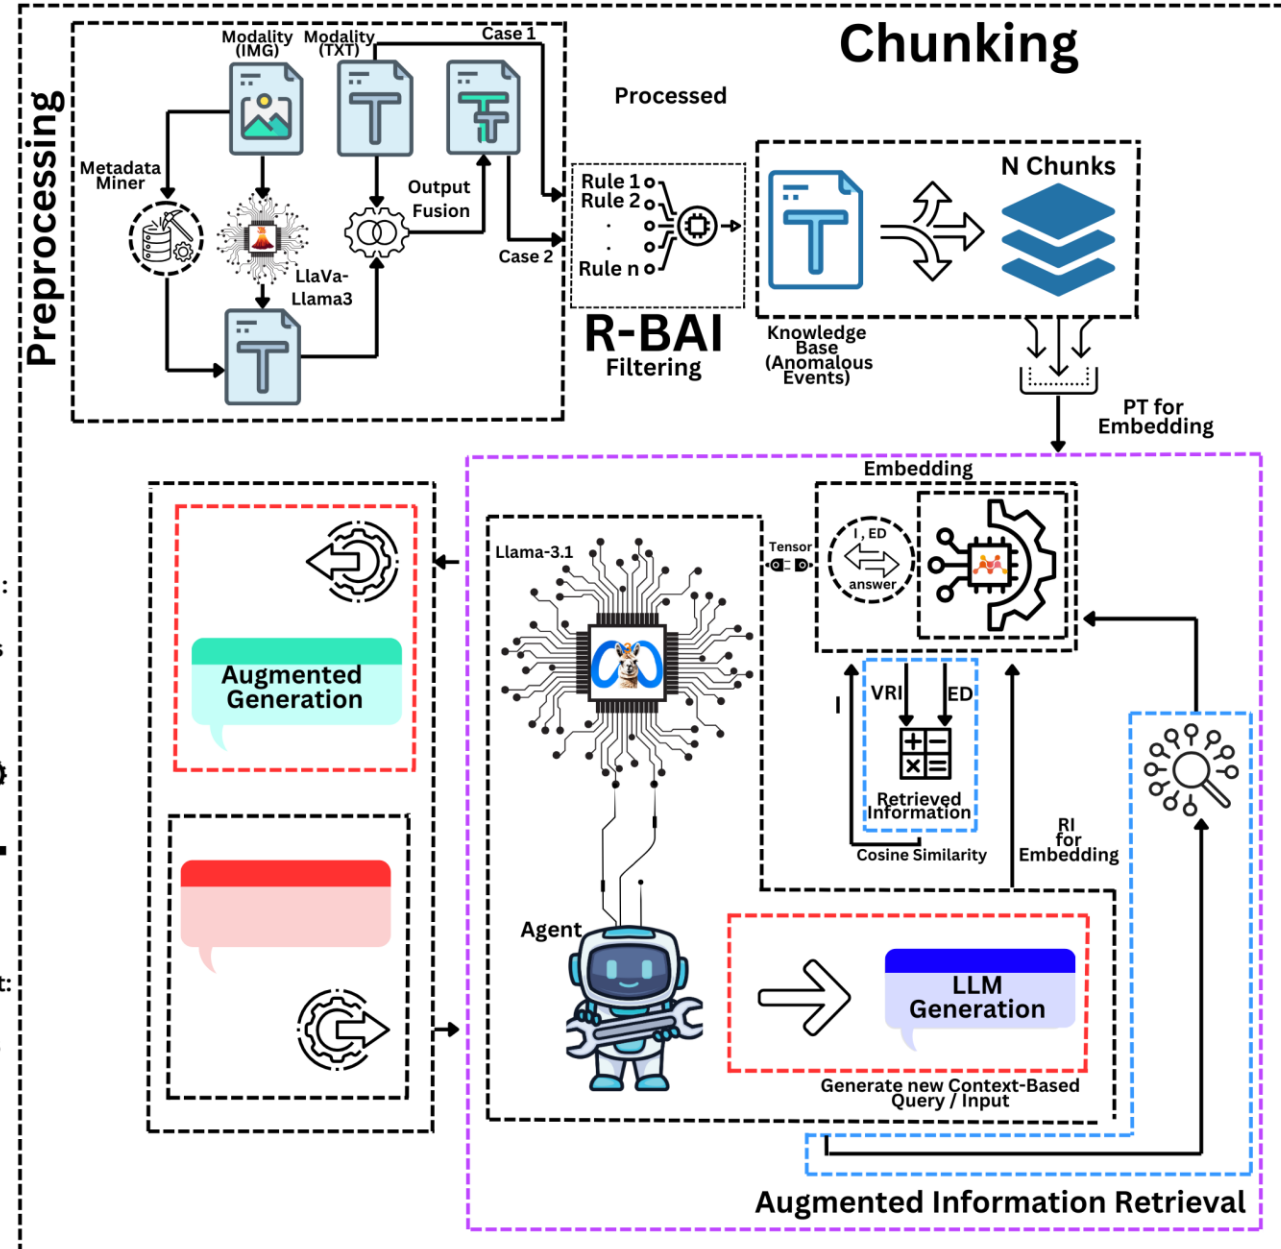 Chunking
Preprocessing
Modality
(IMG)
Modality
(TXT)
Case 1
Metadata
Miner
Output
Fusion
LlaVa-
Llama3
Case 2
Processed
Rule 1
Rule 2
.
.
Rule n
R-BAI
Filtering
N Chunks
Knowledge
Base
(Anomalous
Events)
PT for
Embedding
Embedding
Llama-3.1
Tensor
I , ED
answer
Augmented
Generation
I
VRI
ED
Retrieved
Information
Cosine Similarity
RI
for
Embedding
Agent
LLM
Generation
Generate new Context-Based
Query / Input
Augmented Information Retrieval
:
s
t: